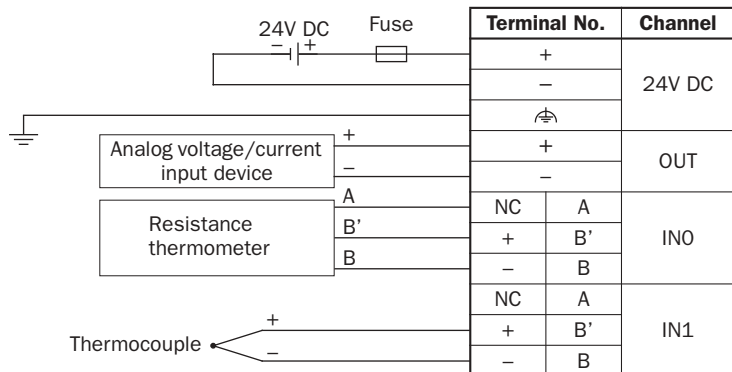 24V DC
Fuse
− +
Terminal No. Channel
+
−
24V DC
Analog voltage/current
input device
+
−
+
−
OUT
Resistance
thermometer
A
B’
B
NC A
+ B’
− B
IN0
Thermocouple
+
−
NC A
+ B’
− B
IN1